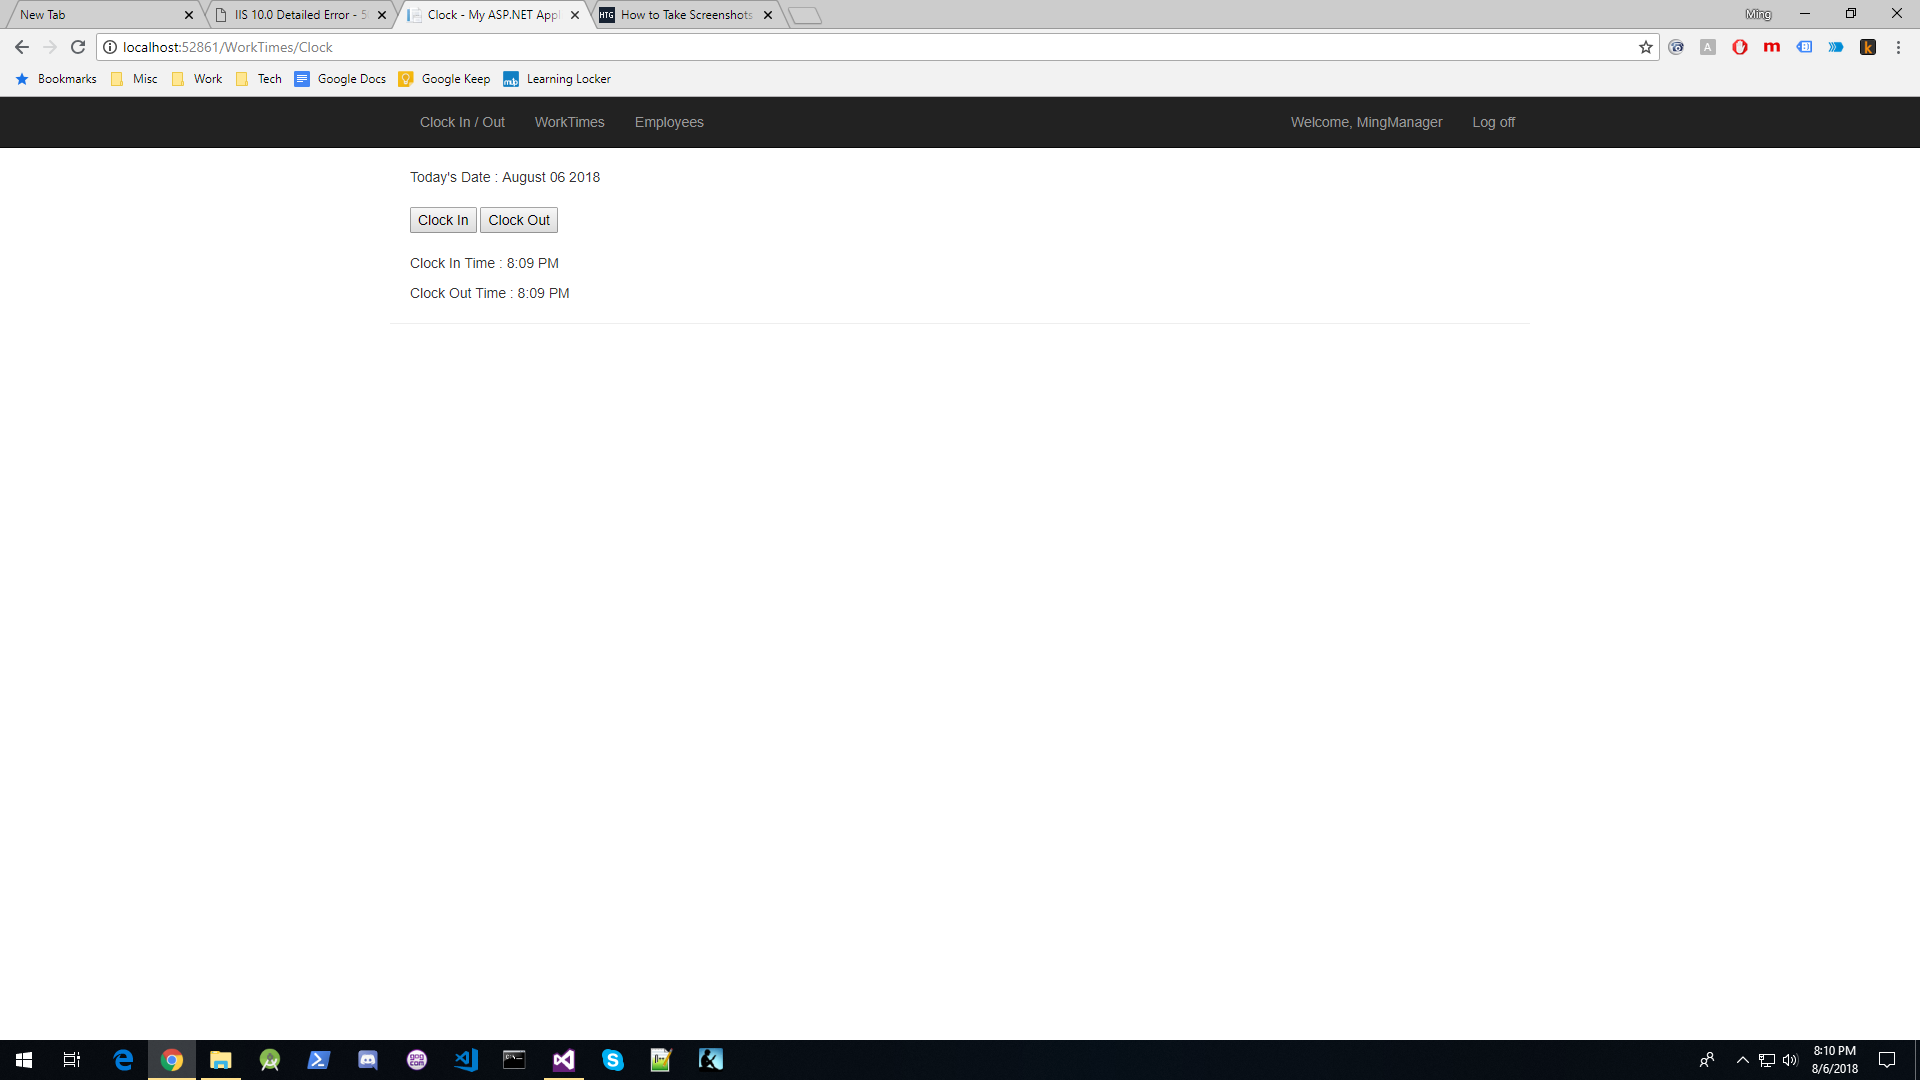 New Tab
IIS 10.0 Detailed Error - 5
Clock - My ASP.NET Appl
HTG How to Take Screenshots
Ming
localhost:52861/WorkTimes/Clock
Bookmarks Misc Work Tech Google Docs Google Keep mlp Learning Locker
Clock In / Out WorkTimes Employees Welcome, MingManager Log off
Today's Date : August 06 2018
Clock In Clock Out
Clock In Time : 8:09 PM
Clock Out Time : 8:09 PM
8:10 PM
8/6/2018